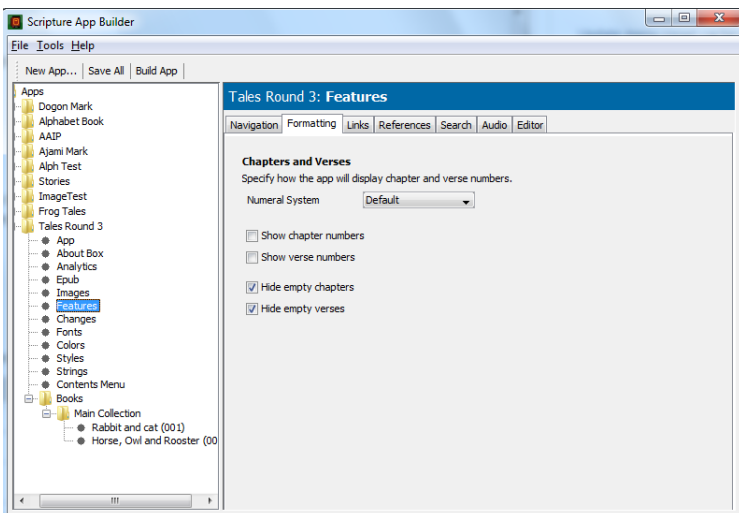 Scripture App Builder
File Tools Help
New App... Save All Build App
Apps
Dogon Mark
Alphabet Book
AAIP
Ajami Mark
Alph Test
Stories
ImageTest
Frog Tales
Tales Round 3
App
About Box
Analytics
Epub
Images
Features
Changes
Fonts
Colors
Styles
Strings
Contents Menu
Books
Main Collection
Rabbit and cat (001)
Horse, Owl and Rooster (00
Tales Round 3: Features
Navigation Formatting Links References Search Audio Editor
Chapters and Verses
Specify how the app will display chapter and verse numbers.
Numeral System Default
Show chapter numbers
Show verse numbers
Hide empty chapters
Hide empty verses